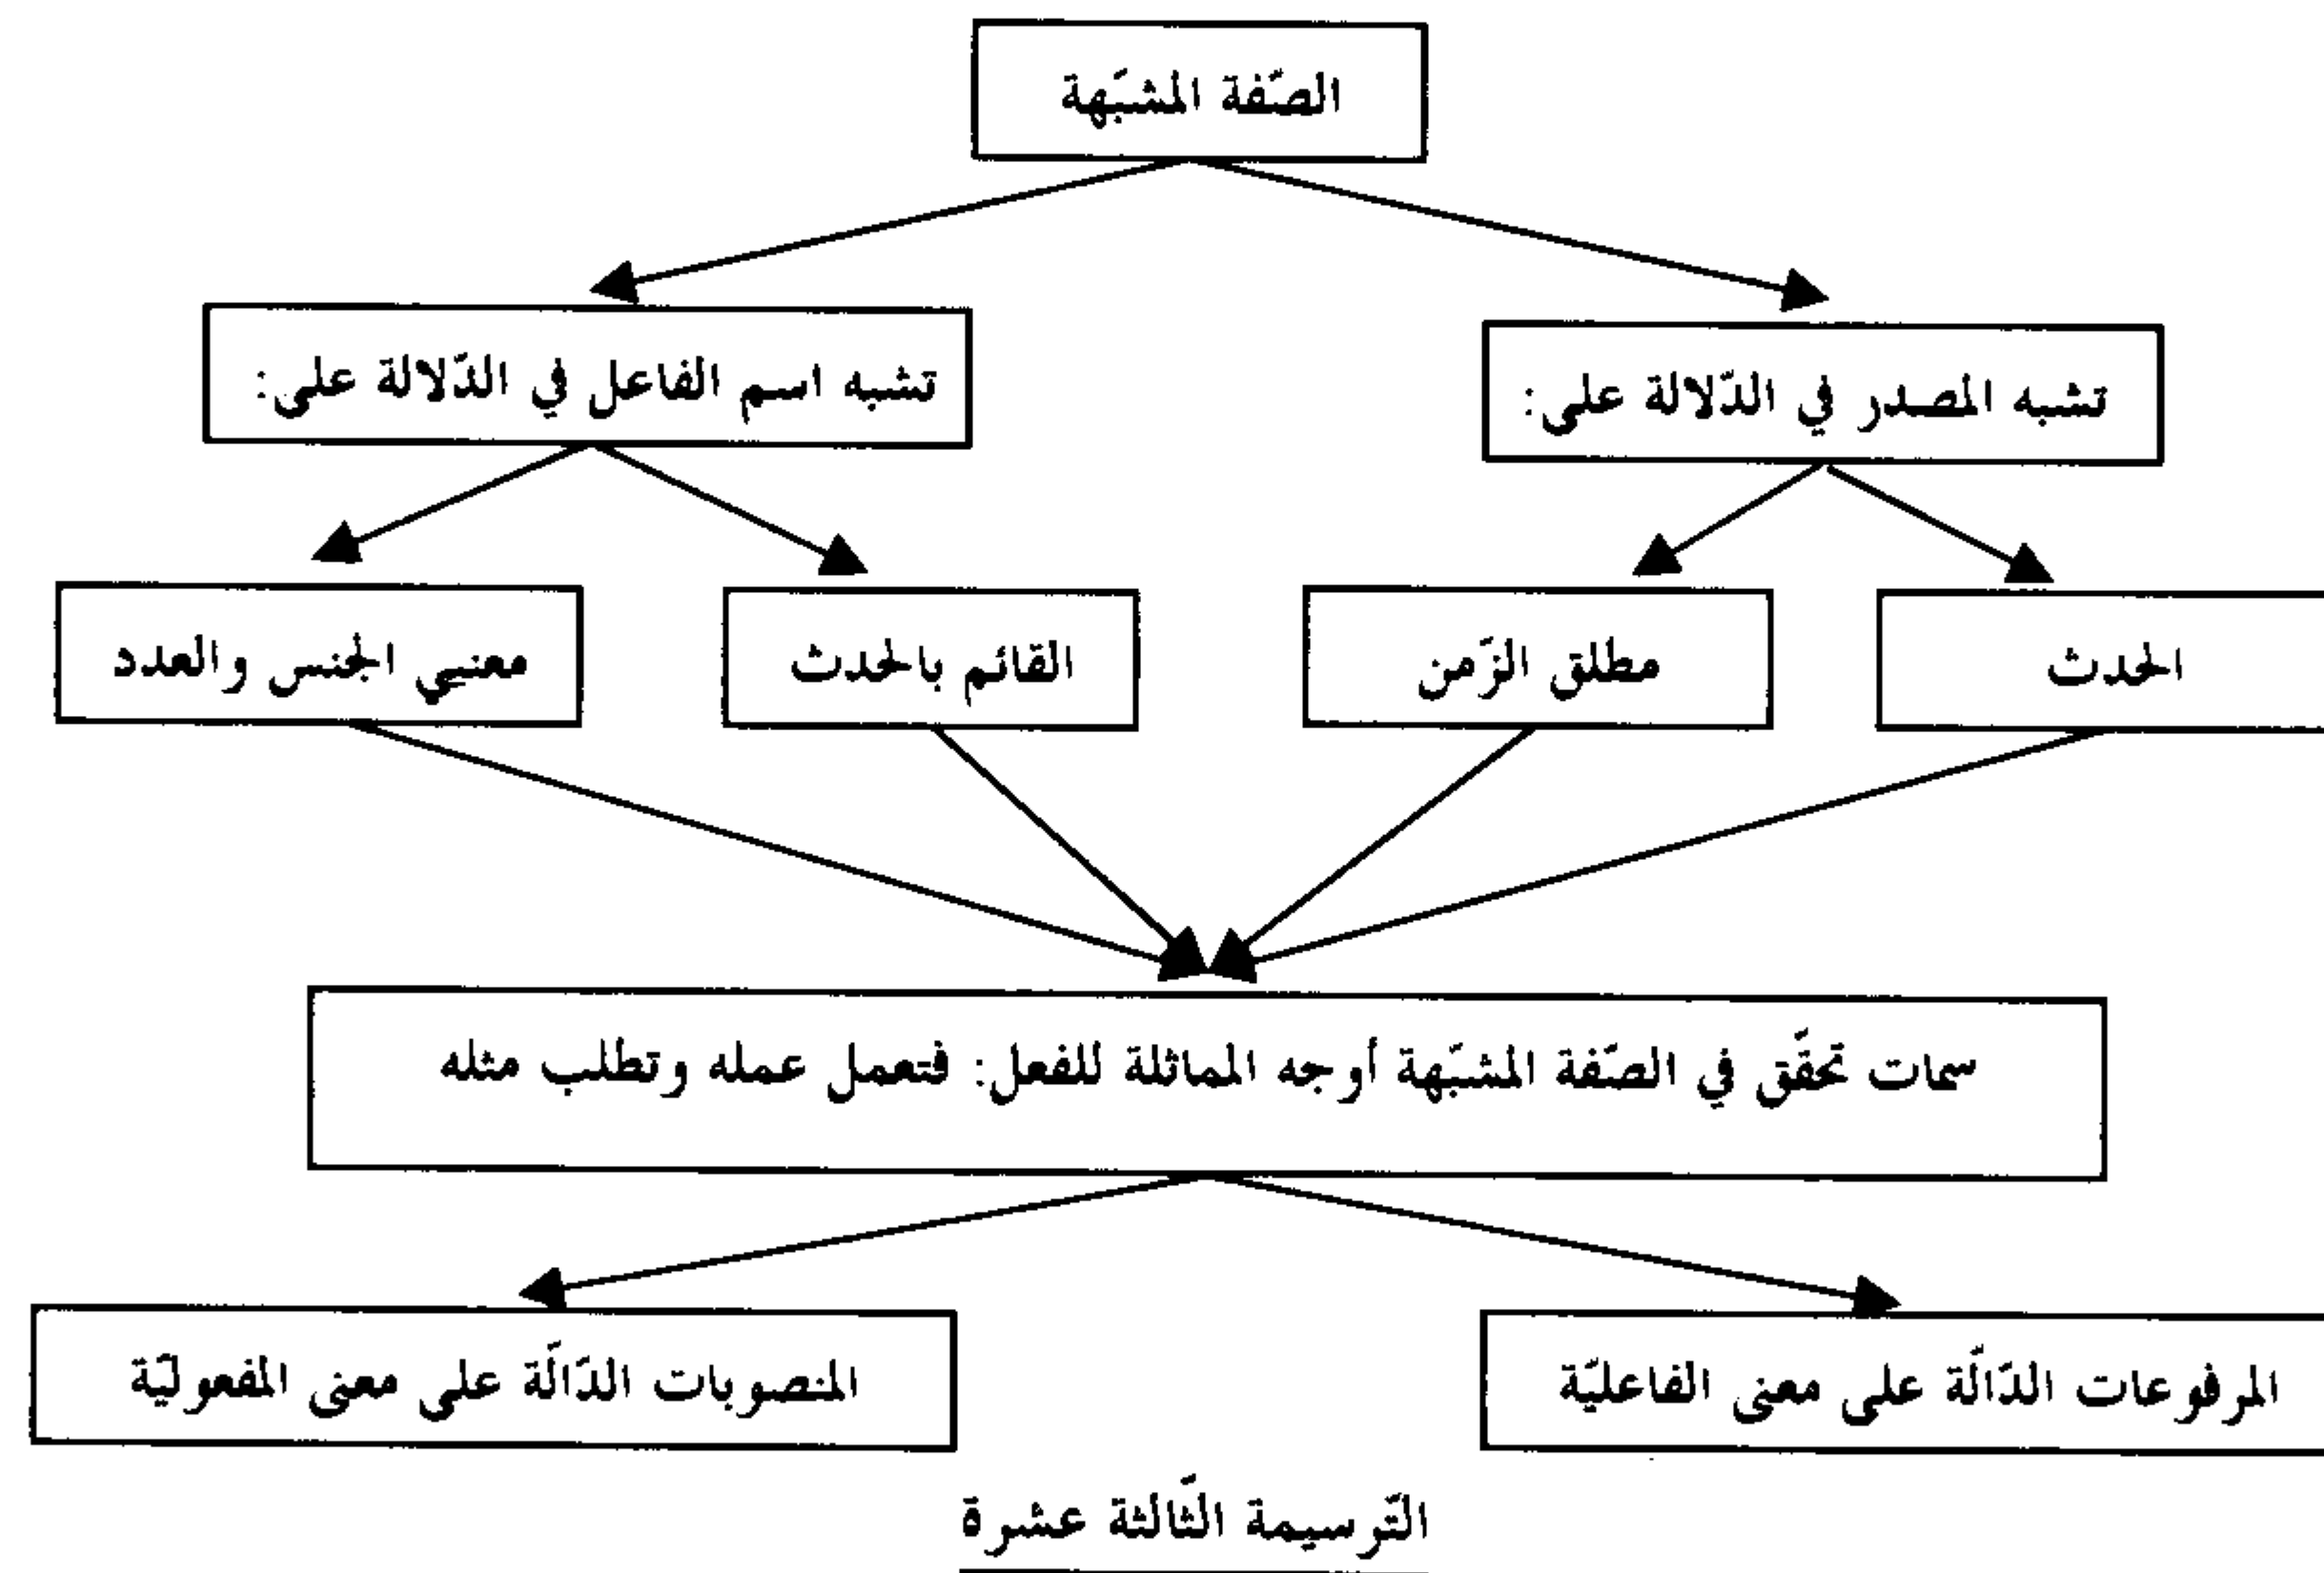 الصّفة المشبّهة
تشبه المصدر في الدّلالة على:
تشبه اسم الفاعل في الدّلالة على:
الحدث
مطلق الزّمن
القائم بالحدث
معنيي الجنس والعدد
سمات تحقّق في الصّفة المشبّهة أوجه المماثلة للفعل: فتعمل عمله وتطلب مثله
المرفوعات الدّالّة على معنى الفاعليّة
المنصوبات الدّالّة على معنى المفعوليّة
التّرسيمة الثّالثة عشرة